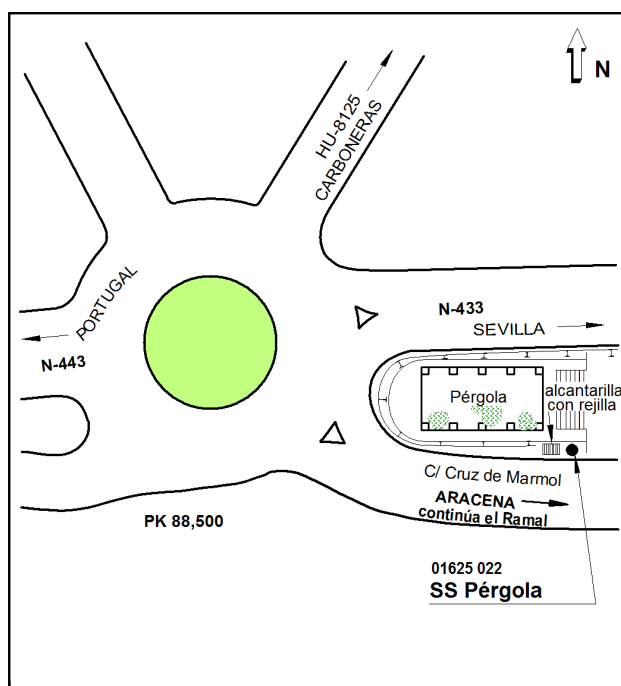 N
HU-8125
CARBONERAS
PORTUGAL
N-443
N-433
SEVILLA
Pérgola
alcantarilla
con rejilla
C/ Cruz de Marmol
ARACENA
continúa el Ramal
PK 88,500
01625 022
SS Pérgola